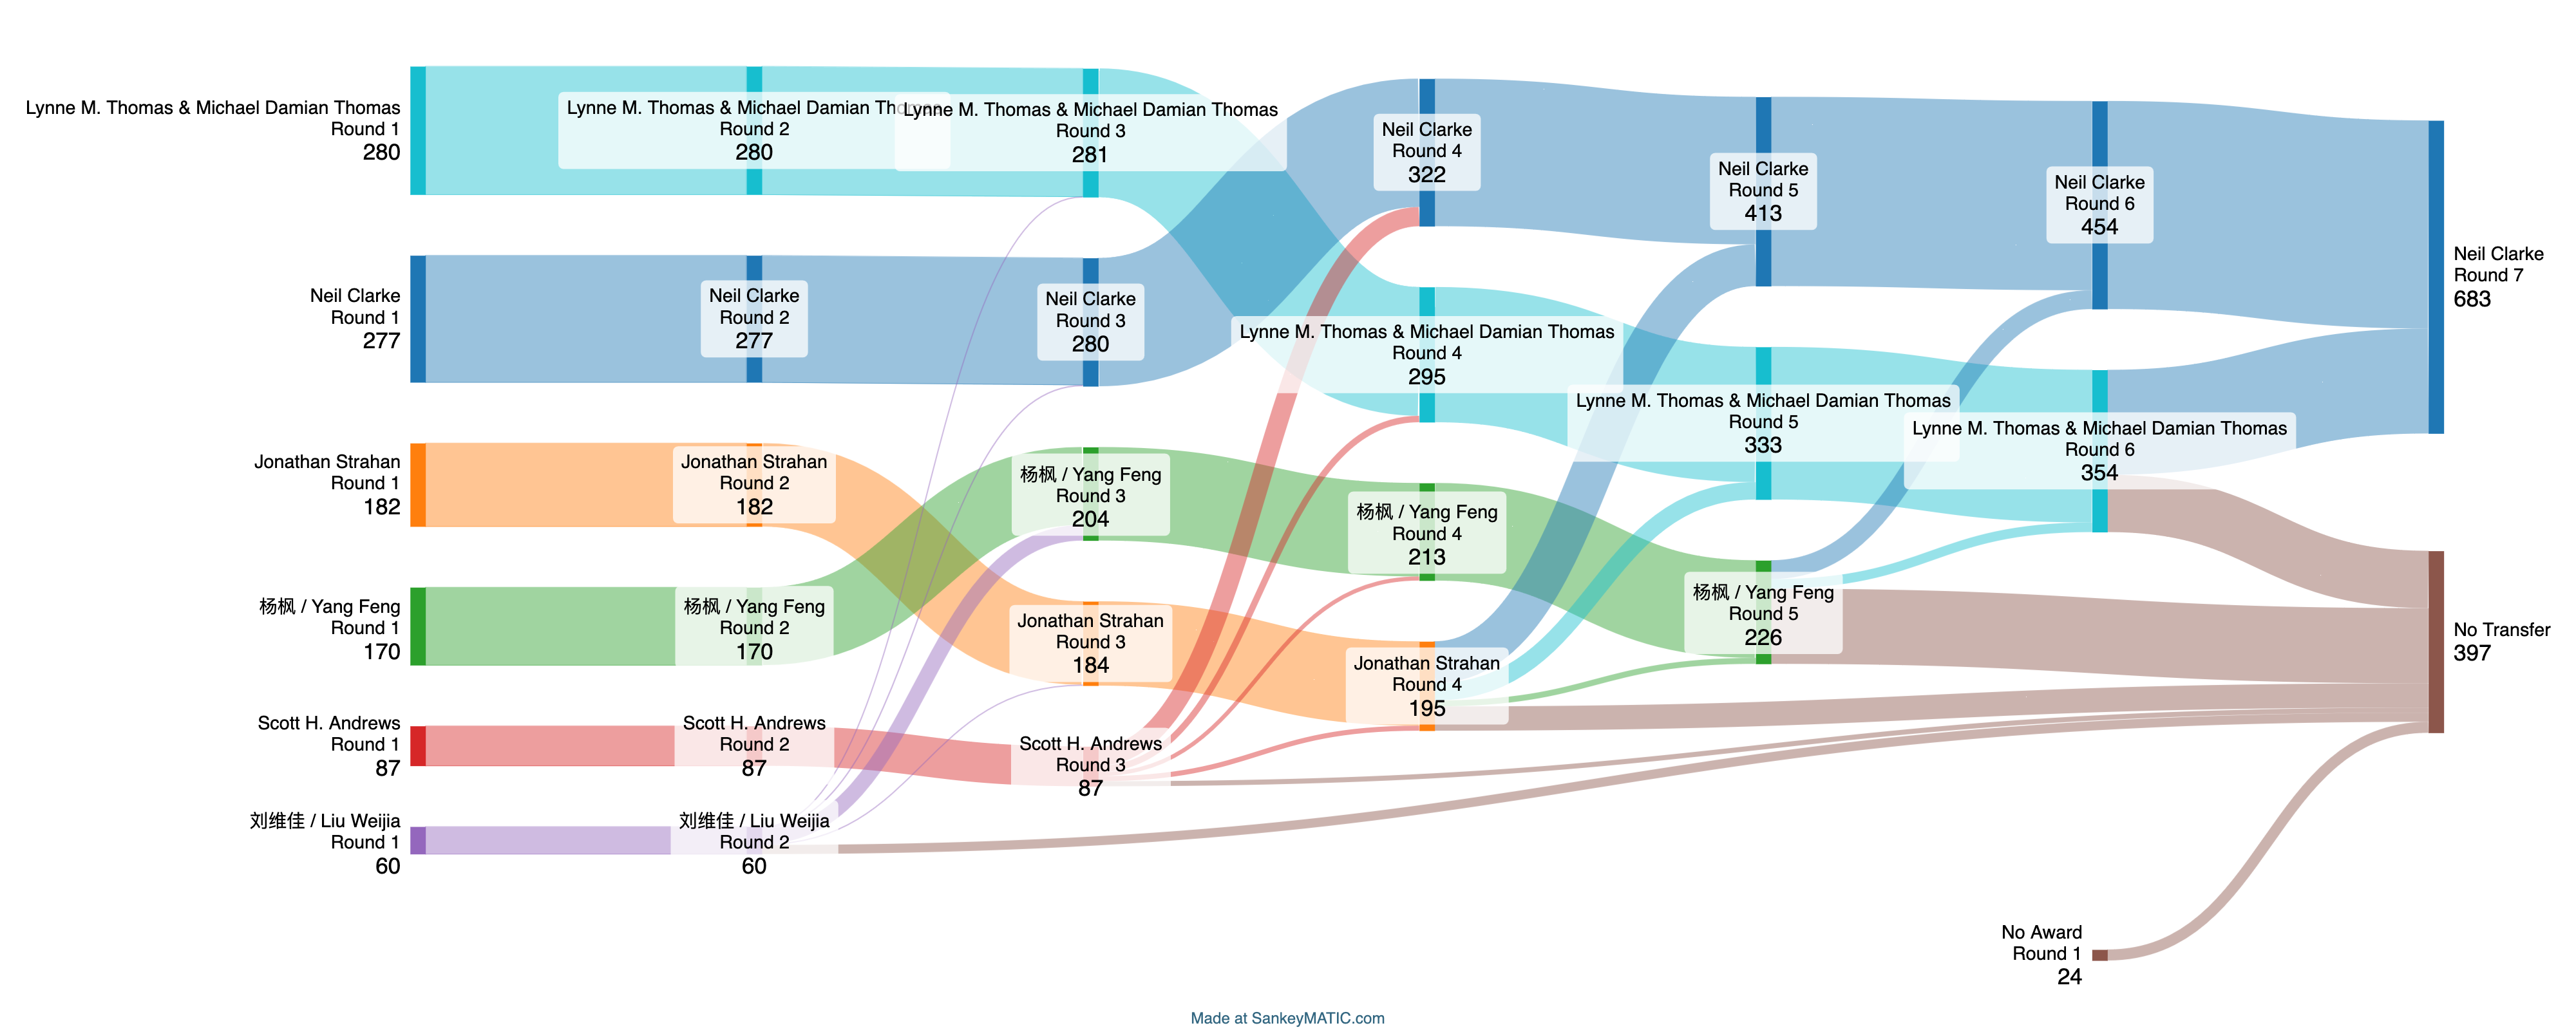 Lynne M. Thomas & Michael Damian Thomas
Round 1
280
Neil Clarke
Round 1
277
Jonathan Strahan
Round 1
182
杨枫 / Yang Feng
Round 1
170
Scott H. Andrews
Round 1
87
刘维佳 / Liu Weijia
Round 1
60
Lynne M. Thomas & Michael Damian Thomas
Round 2
280
Neil Clarke
Round 2
277
Jonathan Strahan
Round 2
182
杨枫 / Yang Feng
Round 2
170
Scott H. Andrews
Round 2
87
刘维佳 / Liu Weijia
Round 2
60
Lynne M. Thomas & Michael Damian Thomas
Round 3
281
Neil Clarke
Round 3
280
杨枫 / Yang Feng
Round 3
204
Jonathan Strahan
Round 3
184
Scott H. Andrews
Round 3
87
Neil Clarke
Round 4
322
Lynne M. Thomas & Michael Damian Thomas
Round 4
295
杨枫 / Yang Feng
Round 4
213
Jonathan Strahan
Round 4
195
Neil Clarke
Round 5
413
Lynne M. Thomas & Michael Damian Thomas
Round 5
333
杨枫 / Yang Feng
Round 5
226
Neil Clarke
Round 6
454
Lynne M. Thomas & Michael Damian Thomas
Round 6
354
No Award
Round 1
24
Neil Clarke
Round 7
683
No Transfer
397
Made at SankeyMATIC.com